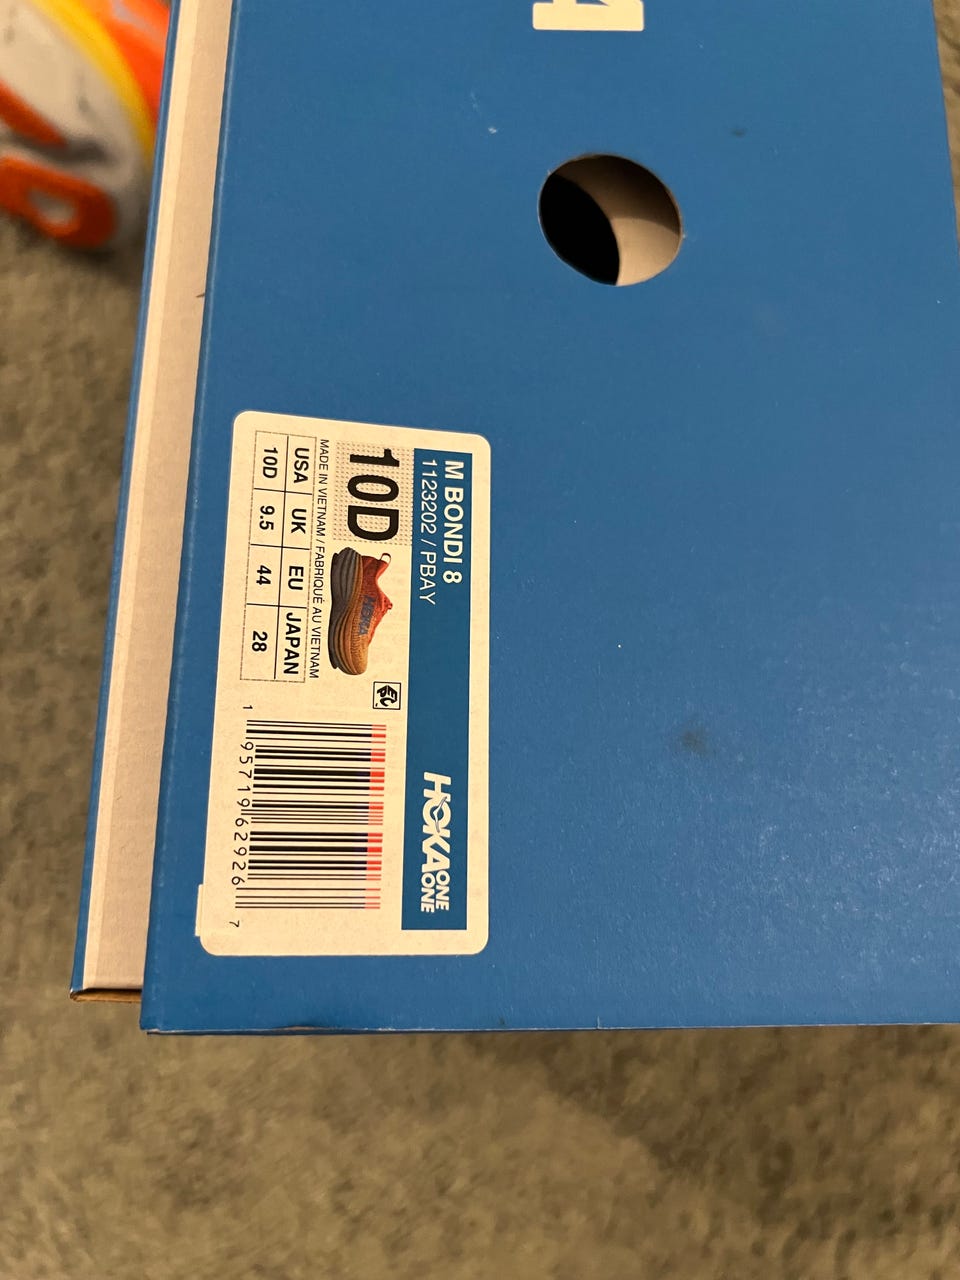 M BONDI 8
1123202 / PBAY
HOKA ONE ONE
10D
MADE IN VIETNAM / FABRIQUÉ AU VIETNAM
USA UK EU JAPAN
10D 9.5 44 28
1 95719 62926 7